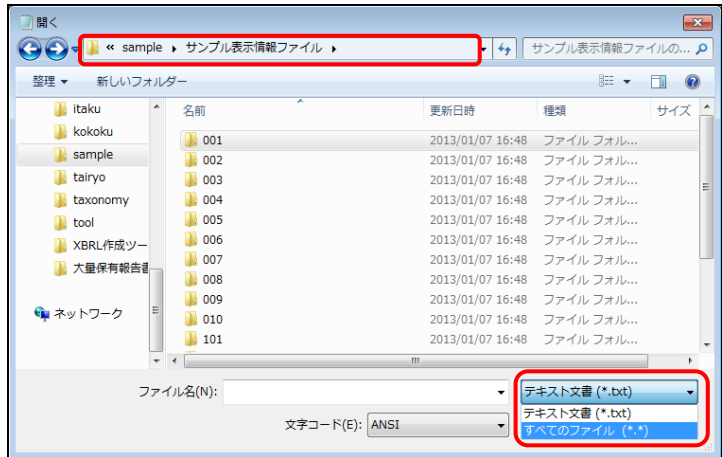 開く
« sample ▸ サンプル表示情報ファイル ▸
サンプル表示情報ファイルの...
整理 ▼ 新しいフォルダー
itaku
kokoku
sample
tairyo
taxonomy
tool
XBRL作成ツー
大量保有報告書
ネットワーク
名前 更新日時 種類 サイズ
001 2013/01/07 16:48 ファイル フォル...
002 2013/01/07 16:48 ファイル フォル...
003 2013/01/07 16:48 ファイル フォル...
004 2013/01/07 16:48 ファイル フォル...
005 2013/01/07 16:48 ファイル フォル...
006 2013/01/07 16:48 ファイル フォル...
007 2013/01/07 16:48 ファイル フォル...
008 2013/01/07 16:48 ファイル フォル...
009 2013/01/07 16:48 ファイル フォル...
010 2013/01/07 16:48 ファイル フォル...
101 2013/01/07 16:48 ファイル フォル...
ファイル名(N):
テキスト文書 (*.txt)
テキスト文書 (*.txt)
すべてのファイル (*.*)
文字コード(E): ANSI